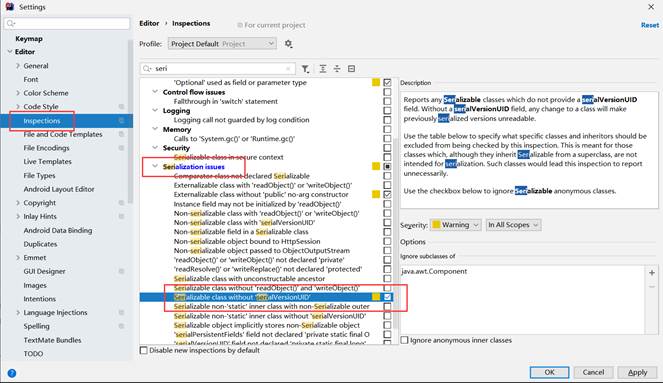 Settings
Keymap
Editor
General
Font
Color Scheme
Code Style
Inspections
File and Code Templates
File Encodings
Live Templates
File Types
Android Layout Editor
Copyright
Inlay Hints
Android Data Binding
Duplicates
Emmet
GUI Designer
Images
Intentions
Language Injections
Spelling
TextMate Bundles
TODO
Editor › Inspections
For current project
Reset
Profile: Project Default Project
seri
'Optional' used as field or parameter type
Control flow issues
Fallthrough in 'switch' statement
Logging
Logging call not guarded by log condition
Memory
Calls to 'System.gc()' or 'Runtime.gc()'
Security
Serializable class in secure context
Serialization issues
Comparator class not declared Serializable
Externalizable class with 'readObject()' or 'writeObject()'
Externalizable class without 'public' no-arg constructor
Instance field may not be initialized by 'readObject()'
Non-serializable class with 'readObject()' or 'writeObject()'
Non-serializable class with 'serialVersionUID'
Non-serializable field in a Serializable class
Non-serializable object bound to HttpSession
Non-serializable object passed to ObjectOutputStream
'readObject()' or 'writeObject()' not declared 'private'
'readResolve()' or 'writeReplace()' not declared 'protected'
Serializable class with unconstructable ancestor
Serializable class without 'readObject()' and 'writeObject()'
Serializable class without 'serialVersionUID'
Serializable non-'static' inner class with non-Serializable outer
Serializable non-'static' inner class without 'serialVersionUID'
Serializable object implicitly stores non-Serializable object
'serialPersistentFields' field not declared 'private static final O
'serialVersionUID' field not declared 'private static final long'
Disable new inspections by default
Description
Reports any Serializable classes which do not provide a serialVersionUID
field. Without a serialVersionUID field, any change to a class will make
previously serialized versions unreadable.
Use the table below to specify what specific classes and inheritors should be
excluded from being checked by this inspection. This is meant for those
classes which, although they inherit Serializable from a superclass, are not
intended for serialization. Such classes would lead this inspection to report
unnecessarily.
Use the checkbox below to ignore Serializable anonymous classes.
Severity: Warning In All Scopes
Options
Ignore subclasses of
java.awt.Component
Ignore anonymous inner classes
?
OK Cancel Apply